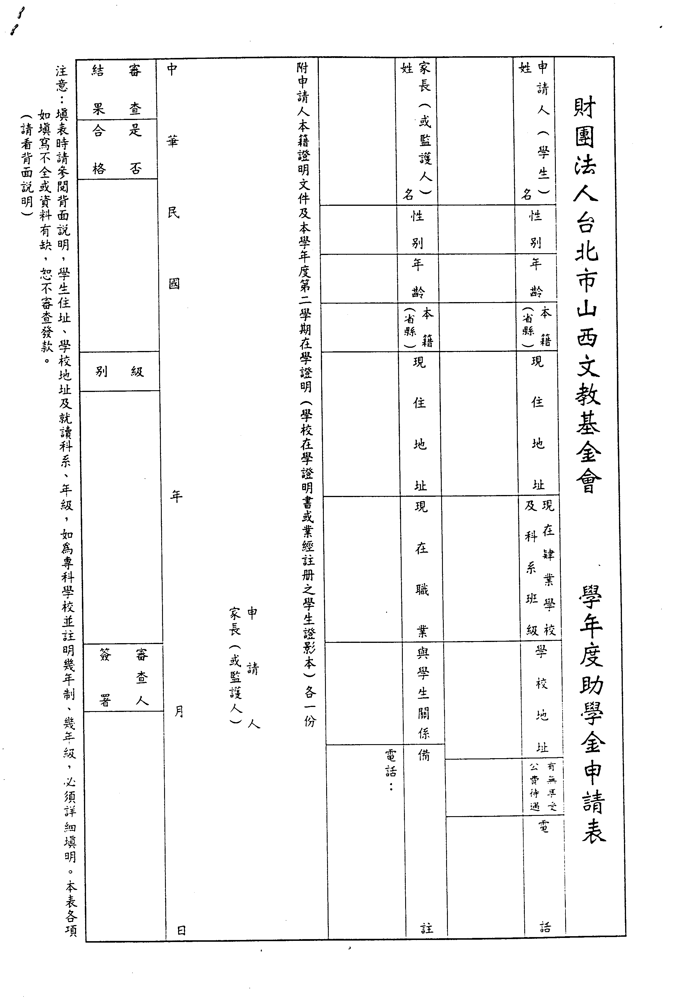 財團法人台北市山西文教基金會　學年度助學金申請表
申請人（學生）
姓名
性別
年齡
本籍
（省縣）
現住地址
現在肄業學校
及科系班級
學校地址
有無享受
公費待遇
電話
家長（或監護人）
姓名
性別
年齡
本籍
（省縣）
現住地址
現在職業
與學生關係
備註
電話：
附申請人本籍證明文件及本學年度第二學期在學證明（學校在學證明書或業經註册之學生證影本）各一份
申請人
家長（或監護人）
中華民國　年　月　日
審查
結果
是否
合格
級別
審查人
簽署
注意：填表時請參閱背面説明，學生住址、學校地址及就讀科系、年級，如為專科學校並註明幾年制、幾年級，必須詳細填明。本表各項
如填寫不全或資料有缺，恕不審查發款。
（請看背面説明）